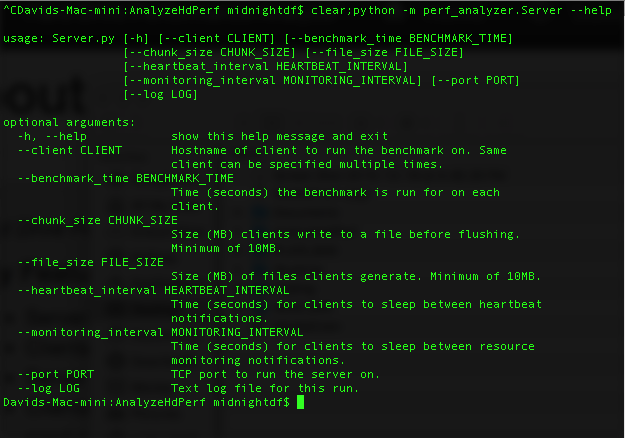 ^CDavids-Mac-mini:AnalyzeHdPerf midnightdf$ clear;python -m perf_analyzer.Server --help
usage: Server.py [-h] [--client CLIENT] [--benchmark_time BENCHMARK_TIME]
[--chunk_size CHUNK_SIZE] [--file_size FILE_SIZE]
[--heartbeat_interval HEARTBEAT_INTERVAL]
[--monitoring_interval MONITORING_INTERVAL] [--port PORT]
[--log LOG]
optional arguments:
-h, --help show this help message and exit
--client CLIENT Hostname of client to run the benchmark on. Same
client can be specified multiple times.
--benchmark_time BENCHMARK_TIME
Time (seconds) the benchmark is run for on each
client.
--chunk_size CHUNK_SIZE
Size (MB) clients write to a file before flushing.
Minimum of 10MB.
--file_size FILE_SIZE
Size (MB) of files clients generate. Minimum of 10MB.
--heartbeat_interval HEARTBEAT_INTERVAL
Time (seconds) for clients to sleep between heartbeat
notifications.
--monitoring_interval MONITORING_INTERVAL
Time (seconds) for clients to sleep between resource
monitoring notifications.
--port PORT TCP port to run the server on.
--log LOG Text log file for this run.
Davids-Mac-mini:AnalyzeHdPerf midnightdf$